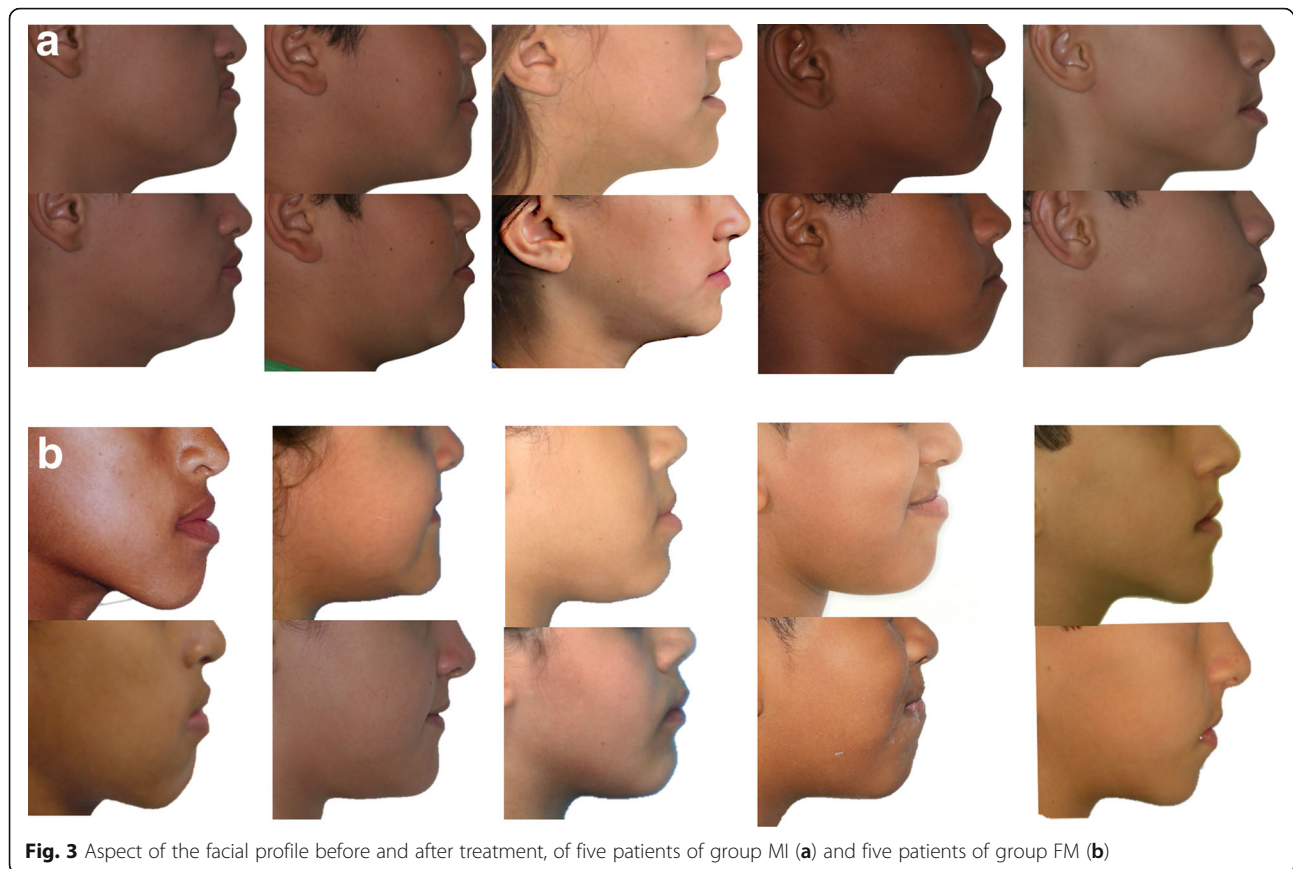 a
b
Fig. 3 Aspect of the facial profile before and after treatment, of five patients of group MI (a) and five patients of group FM (b)